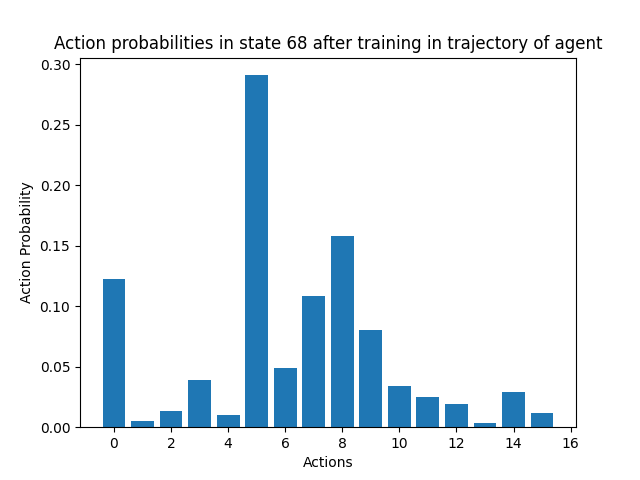 Action probabilities in state 68 after training in trajectory of agent
0.30
0.25
0.20
0.15
0.10
0.05
0.00
Action Probability
0 2 4 6 8 10 12 14 16
Actions